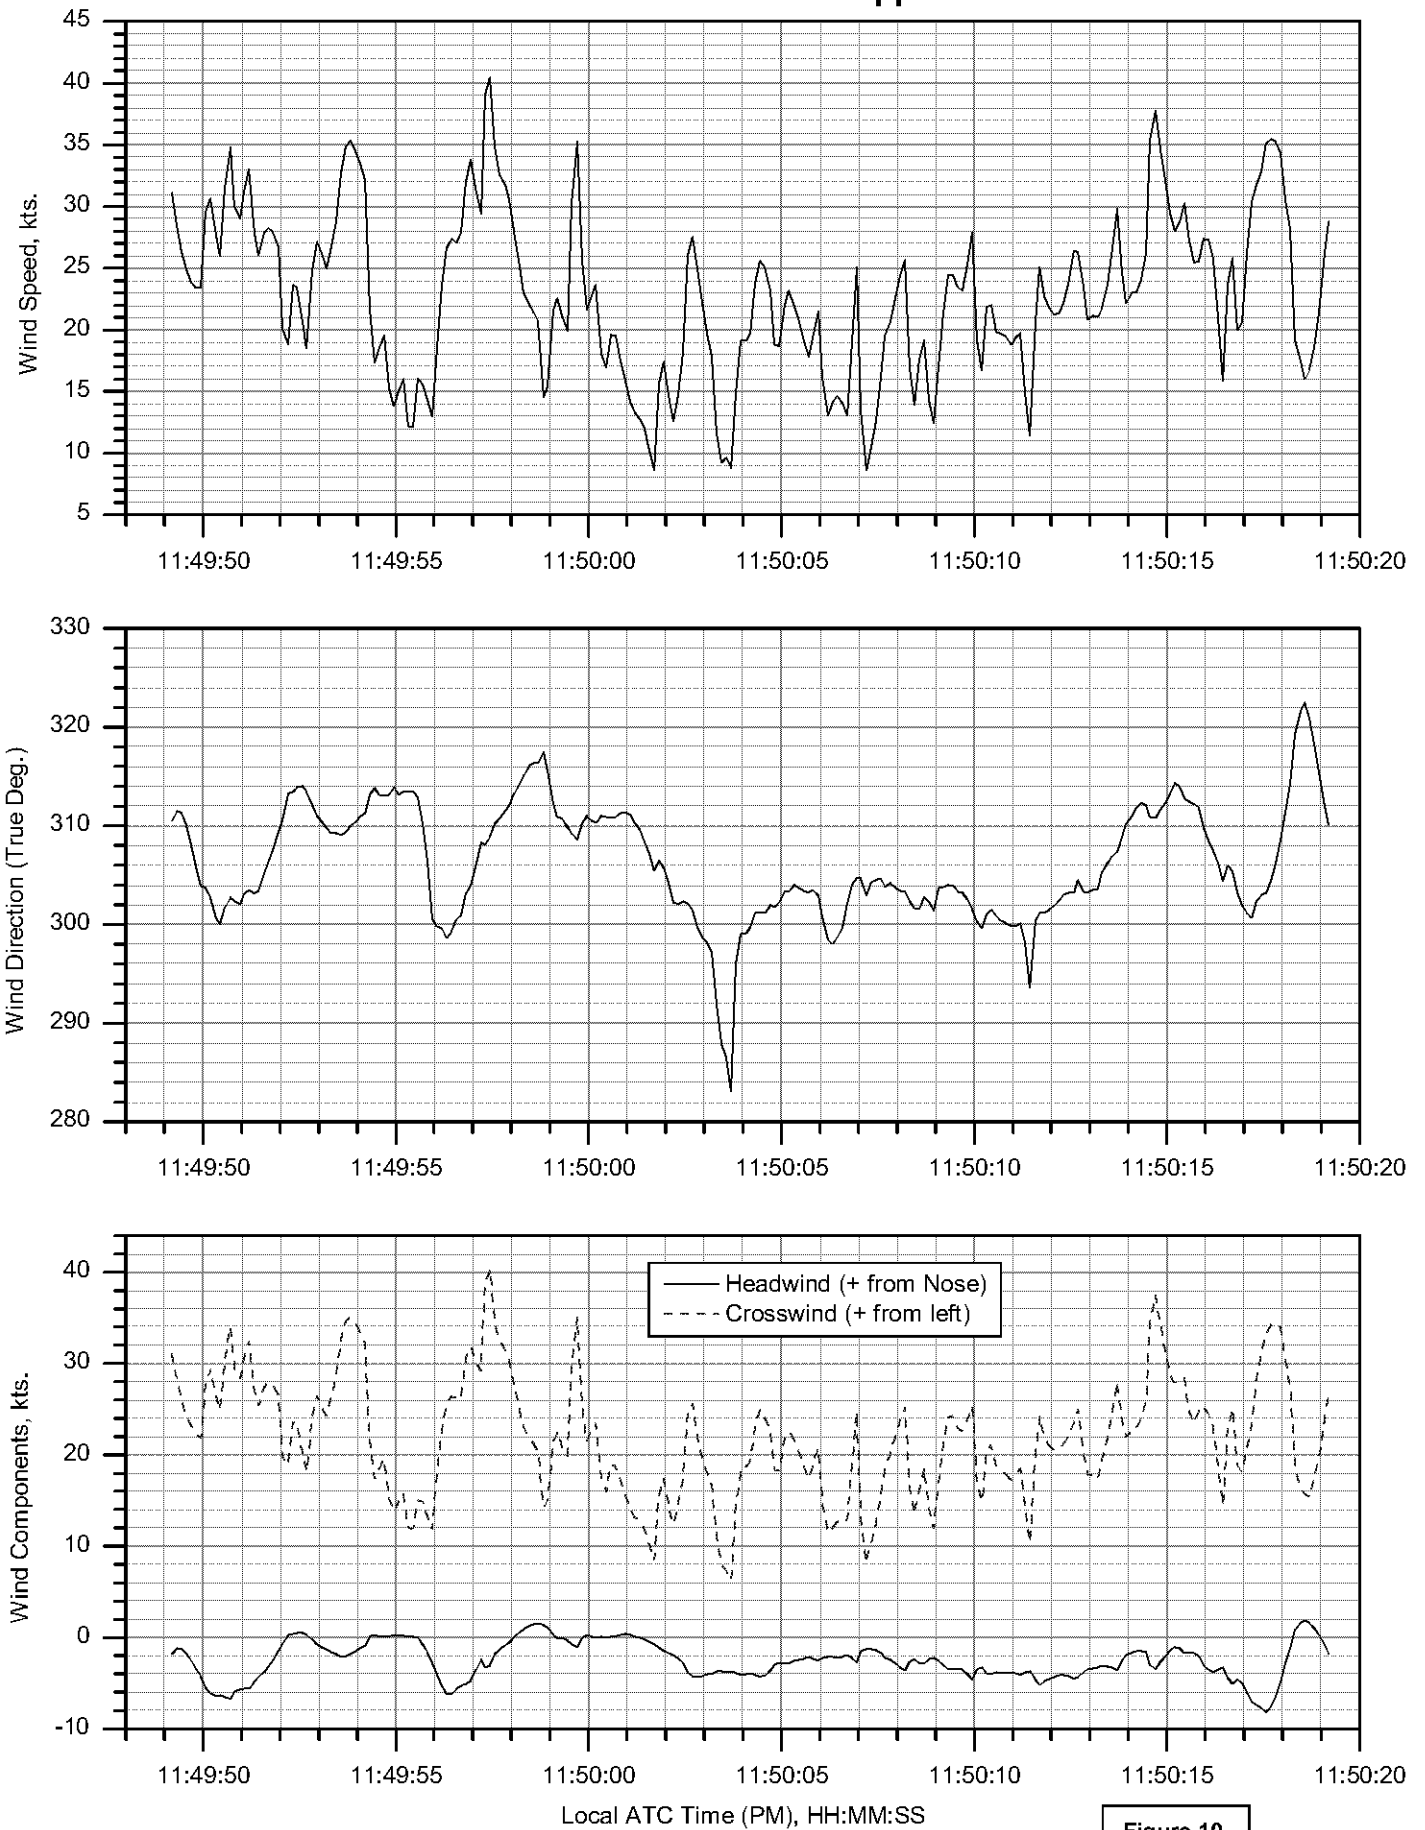 45
40
35
30
25
20
15
10
5
Wind Speed, kts.
11:49:50 11:49:55 11:50:00 11:50:05 11:50:10 11:50:15 11:50:20
330
320
310
300
290
280
Wind Direction (True Deg.)
11:49:50 11:49:55 11:50:00 11:50:05 11:50:10 11:50:15 11:50:20
40
30
20
10
0
-10
Wind Components, kts.
Headwind (+ from Nose)
Crosswind (+ from left)
11:49:50 11:49:55 11:50:00 11:50:05 11:50:10 11:50:15 11:50:20
Local ATC Time (PM), HH:MM:SS
Figure 10